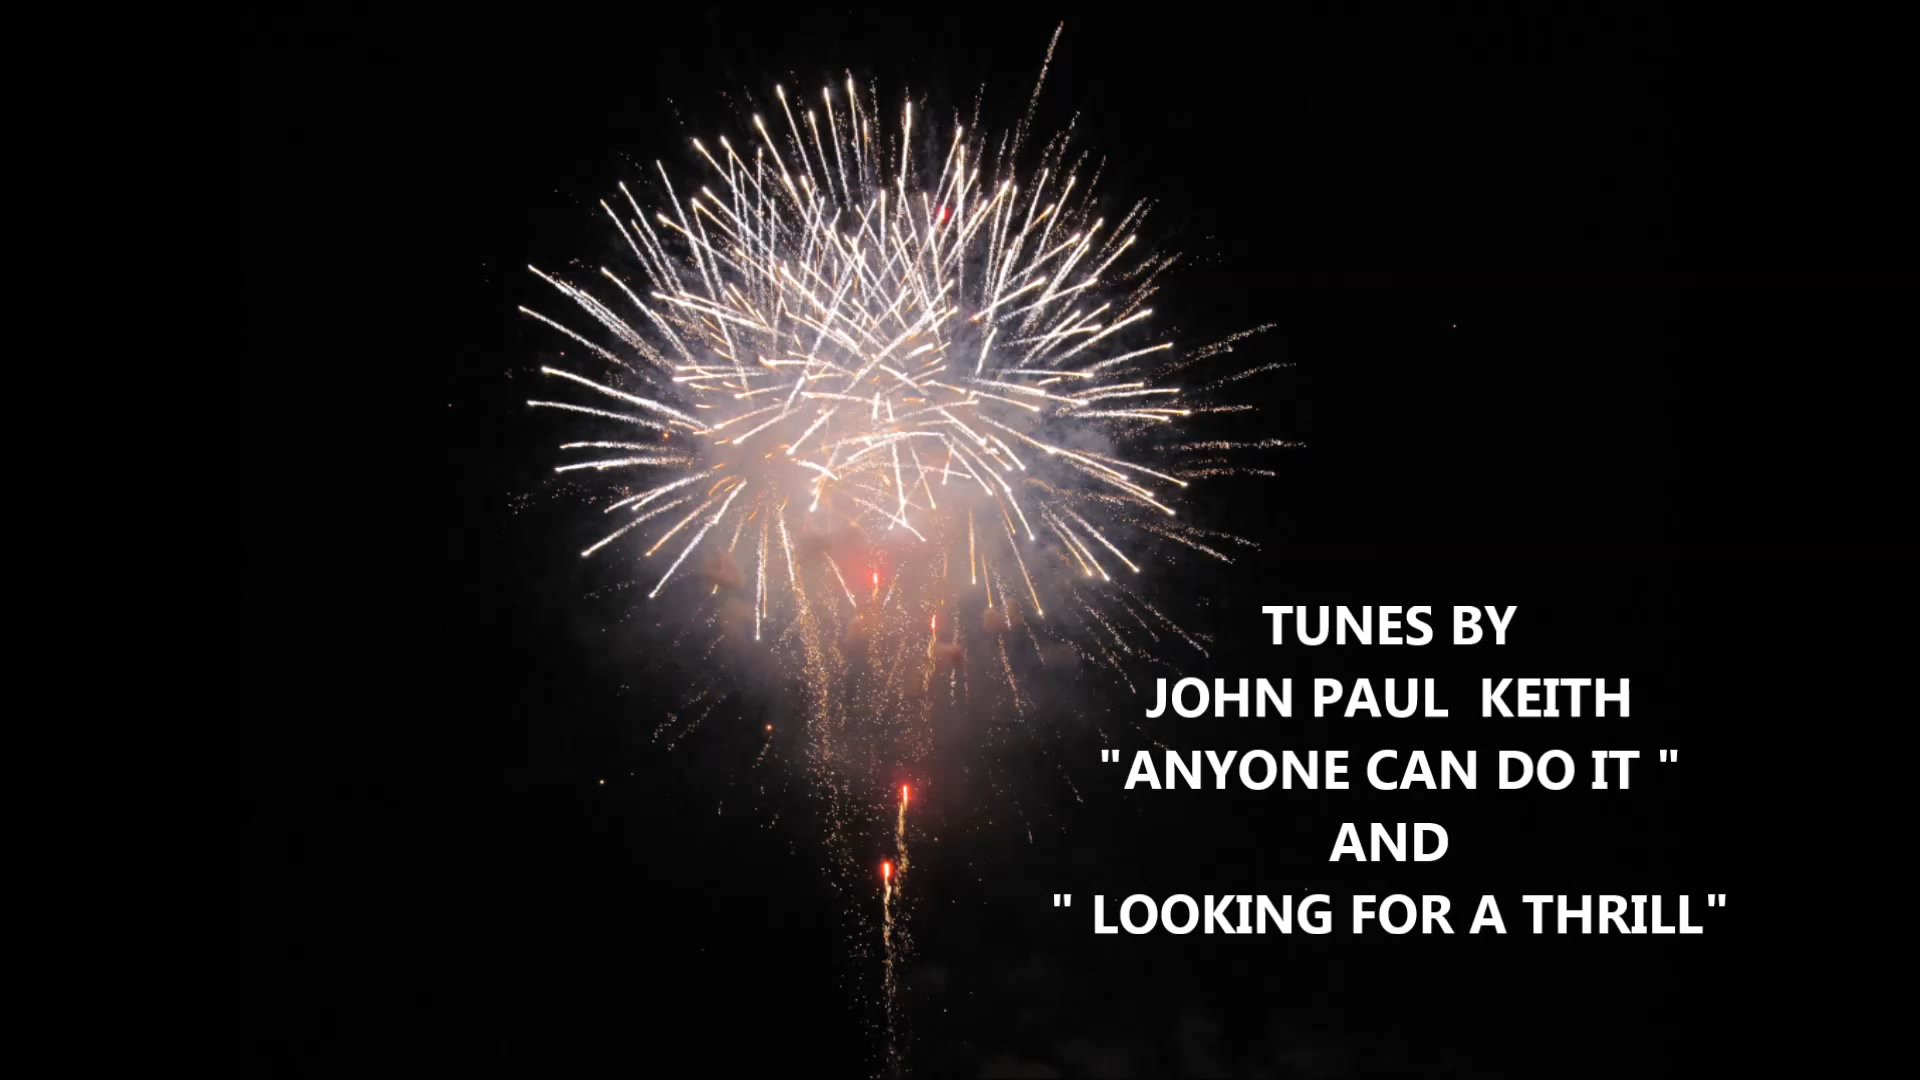 TUNES BY
JOHN PAUL  KEITH
"ANYONE CAN DO IT "
AND
" LOOKING FOR A THRILL"